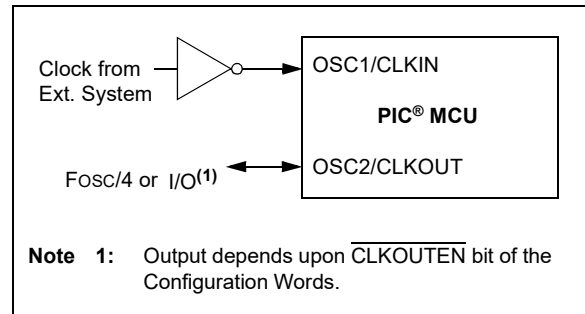 Clock from
Ext. System
OSC1/CLKIN
PIC® MCU
OSC2/CLKOUT
FOSC/4 or I/O(1)
Note 1: Output depends upon CLKOUTEN bit of the
Configuration Words.